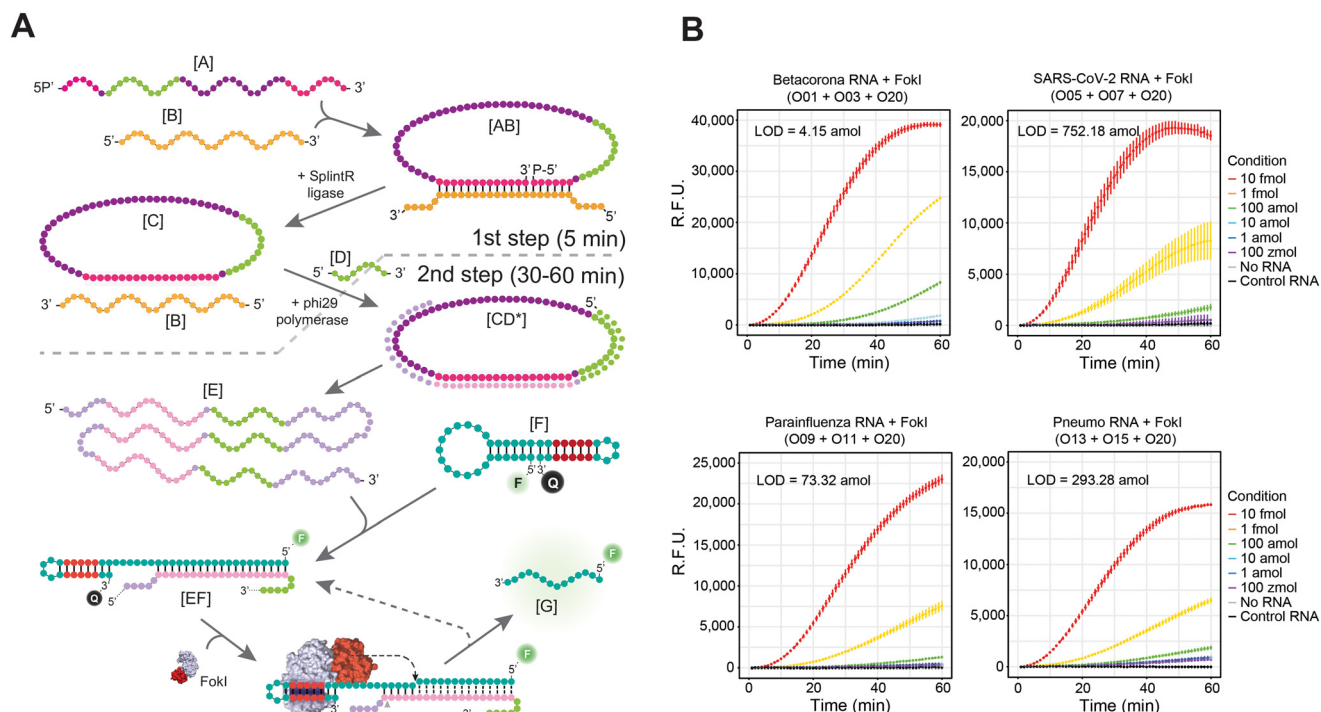 A
[A]
5P’
3’
[B]
5’
3’
[AB]
3’P-5’
3’
5’
+ SplintR
ligase
[C]
1st step (5 min)
[D]
5’
3’
2nd step (30-60 min)
3’
5’
[B]
+ phi29
polymerase
5’
[CD*]
[E]
5’
3’
[F]
5’ 3’
F
Q
5’
F
3’
Q
5’
3’
[EF]
F
5’
3’
[G]
FokI
F
5’
3’
5’
3’
B
Betacorona RNA + FokI
(O01 + O03 + O20)
LOD = 4.15 amol
40,000
30,000
20,000
10,000
0
R.F.U.
0 20 40 60
Time (min)
SARS-CoV-2 RNA + FokI
(O05 + O07 + O20)
LOD = 752.18 amol
20,000
15,000
10,000
5,000
0
0 20 40 60
Time (min)
Condition
10 fmol
1 fmol
100 amol
10 amol
1 amol
100 zmol
No RNA
Control RNA
Parainfluenza RNA + FokI
(O09 + O11 + O20)
LOD = 73.32 amol
25,000
20,000
15,000
10,000
5,000
0
R.F.U.
0 20 40 60
Time (min)
Pneumo RNA + FokI
(O13 + O15 + O20)
LOD = 293.28 amol
20,000
15,000
10,000
5,000
0
0 20 40 60
Time (min)
Condition
10 fmol
1 fmol
100 amol
10 amol
1 amol
100 zmol
No RNA
Control RNA